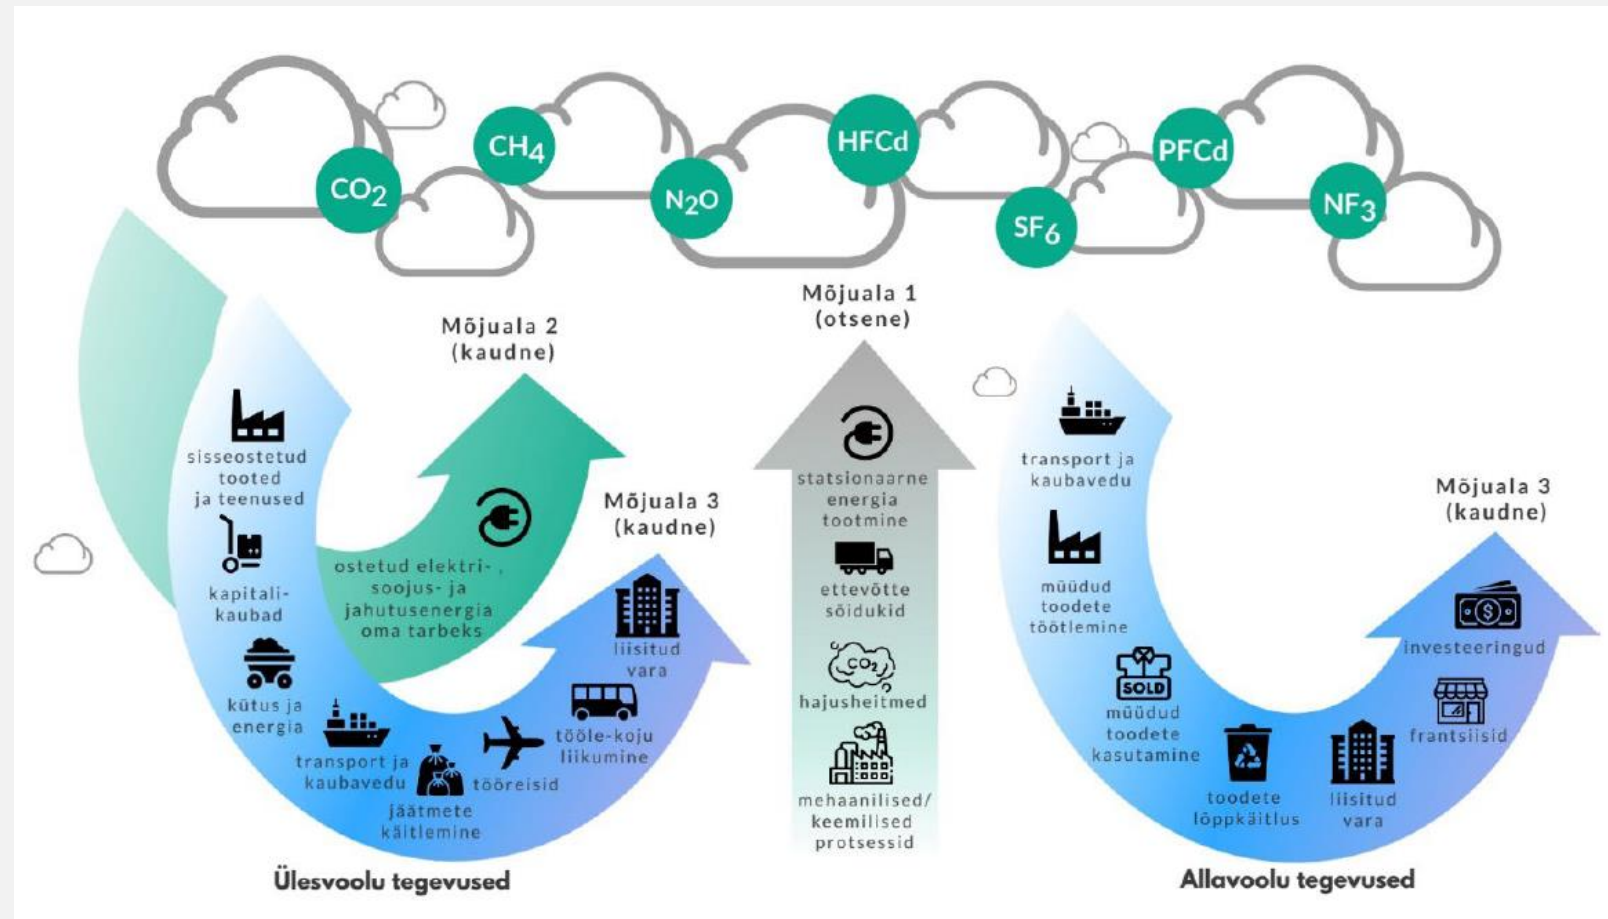 CO2
CH4
N2O
HFCd
SF6
PFCd
NF3
Mõjuala 2
(kaudne)
Mõjuala 1
(otsene)
sisseostetud
tooted
ja teenused
kapitali-
kaubad
kütus ja
energia
transport ja
kaubavedu
jäätmete
käitlemine
tööreisid
tööle-koju
liikumine
liisitud
vara
Mõjuala 3
(kaudne)
ostetud elektri-,
soojus- ja
jahutusenergia
oma tarbeks
statsionaarne
energia
tootmine
ettevõtte
sõidukid
CO2
hajusheitmed
mehaanilised/
keemilised
protsessid
transport ja
kaubavedu
müüdud
toodete
töötlemine
SOLD
müüdud
toodete
kasutamine
toodete
lõppkäitlus
liisitud
vara
frantsiisid
$
investeeringud
Mõjuala 3
(kaudne)
Ülesvoolu tegevused
Allavoolu tegevused